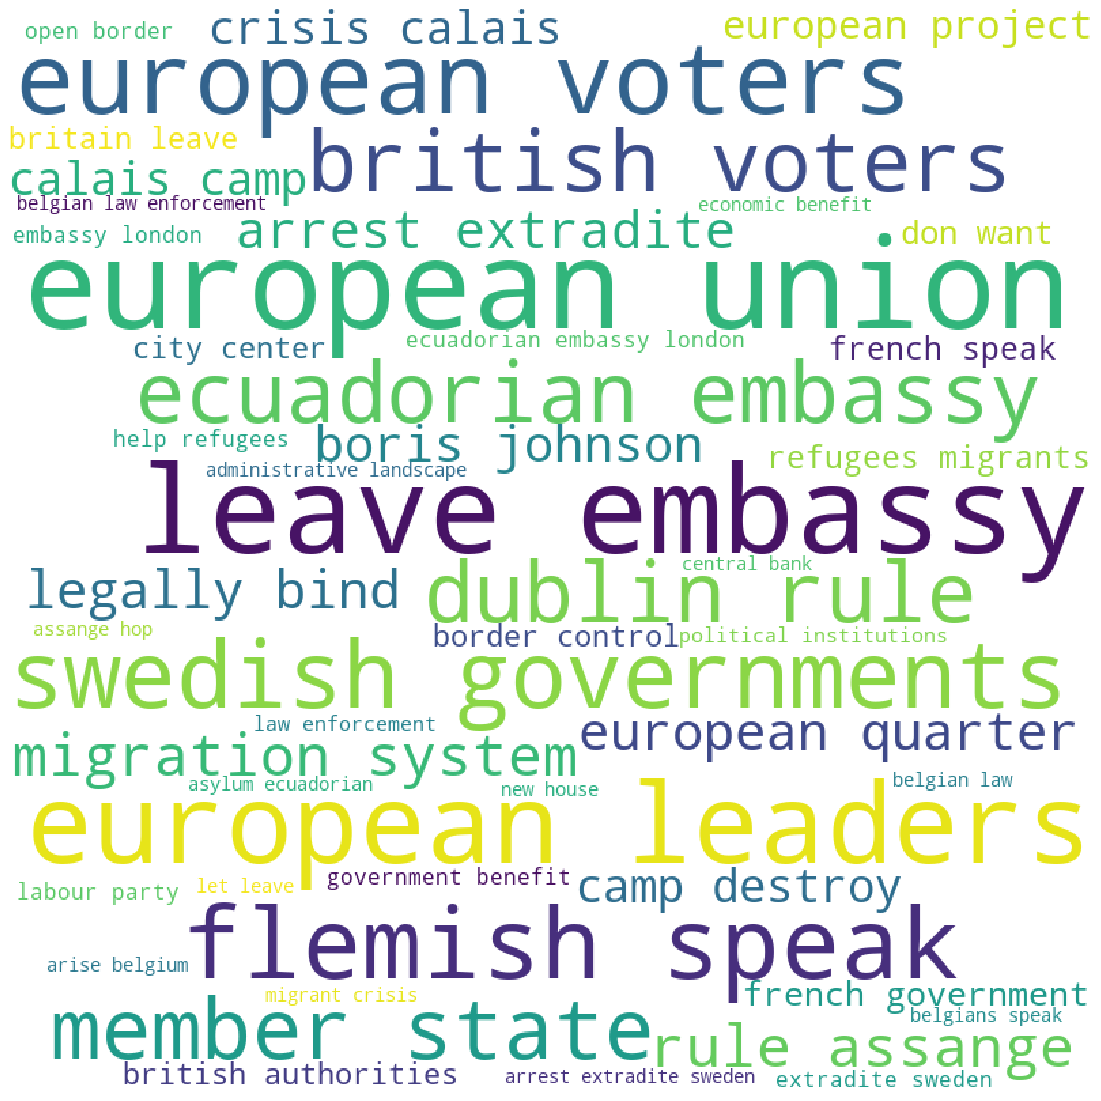 open border
crisis calais
european project
european voters
britain leave
british voters
calais camp
belgian law enforcement
economic benefit
embassy london
arrest extradite
don want
european union
city center
ecuadorian embassy london
french speak
ecuadorian embassy
help refugees
boris johnson
refugees migrants
administrative landscape
leave embassy
legally bind
dublin rule
central bank
assange hop
border control
political institutions
swedish governments
law enforcement
european quarter
migration system
asylum ecuadorian
new house
belgian law
european leaders
labour party
let leave
government benefit
camp destroy
flemish speak
arise belgium
migrant crisis
french government
member state
belgians speak
rule assange
british authorities
arrest extradite sweden
extradite sweden